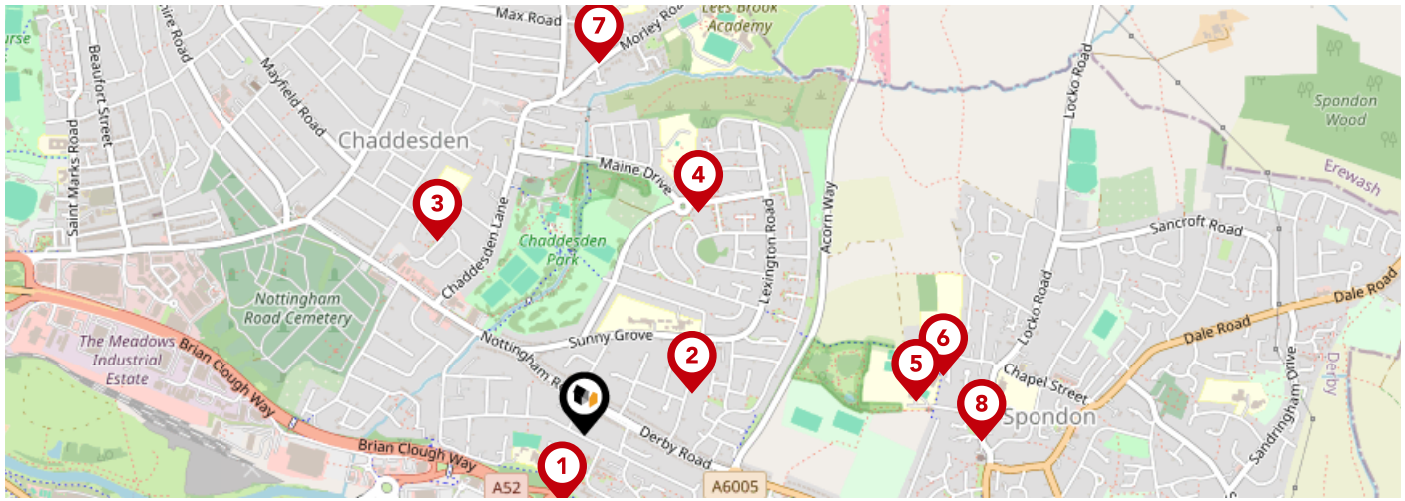 Max Road
7
Morley Roa
Lees Brook
Academy
urse
hire Road
Beaufort Street
Mayfield Road
Locko Road
Spondon
Wood
Chaddesden
Erewash
Maine Drive
4
3
Saint Marks Road
Chaddesden Lane
Chaddesden
Park
Lexington Road
Acorn Way
Sancroft Road
Nottingham
Road Cemetery
Dale Road
Dale Road
Locko Road
The Meadows
Industrial
Estate
Brian Clough Way
Nottingham R
Sunny Grove
2
6
5
8
Chapel Street
Spondon
Derby
Sandringham Drive
Derby Road
Brian Clough Way
1
A52
A6005